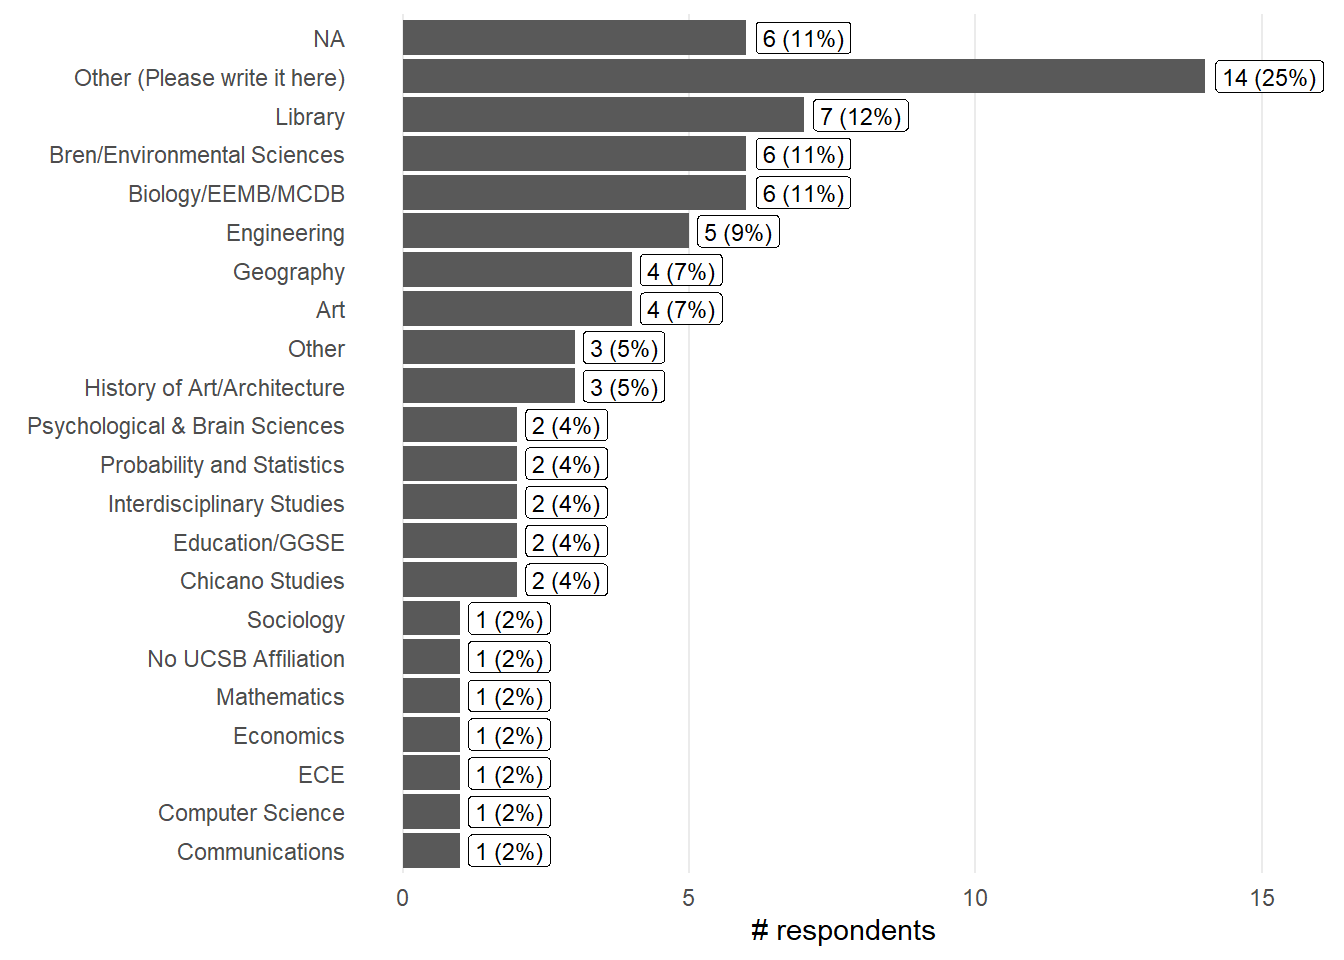 NA 6 (11%)
Other (Please write it here) 14 (25%)
Library 7 (12%)
Bren/Environmental Sciences 6 (11%)
Biology/EEMB/MCDB 6 (11%)
Engineering 5 (9%)
Geography 4 (7%)
Art 4 (7%)
Other 3 (5%)
History of Art/Architecture 3 (5%)
Psychological & Brain Sciences 2 (4%)
Probability and Statistics 2 (4%)
Interdisciplinary Studies 2 (4%)
Education/GGSE 2 (4%)
Chicano Studies 2 (4%)
Sociology 1 (2%)
No UCSB Affiliation 1 (2%)
Mathematics 1 (2%)
Economics 1 (2%)
ECE 1 (2%)
Computer Science 1 (2%)
Communications 1 (2%)
0 5 10 15
# respondents